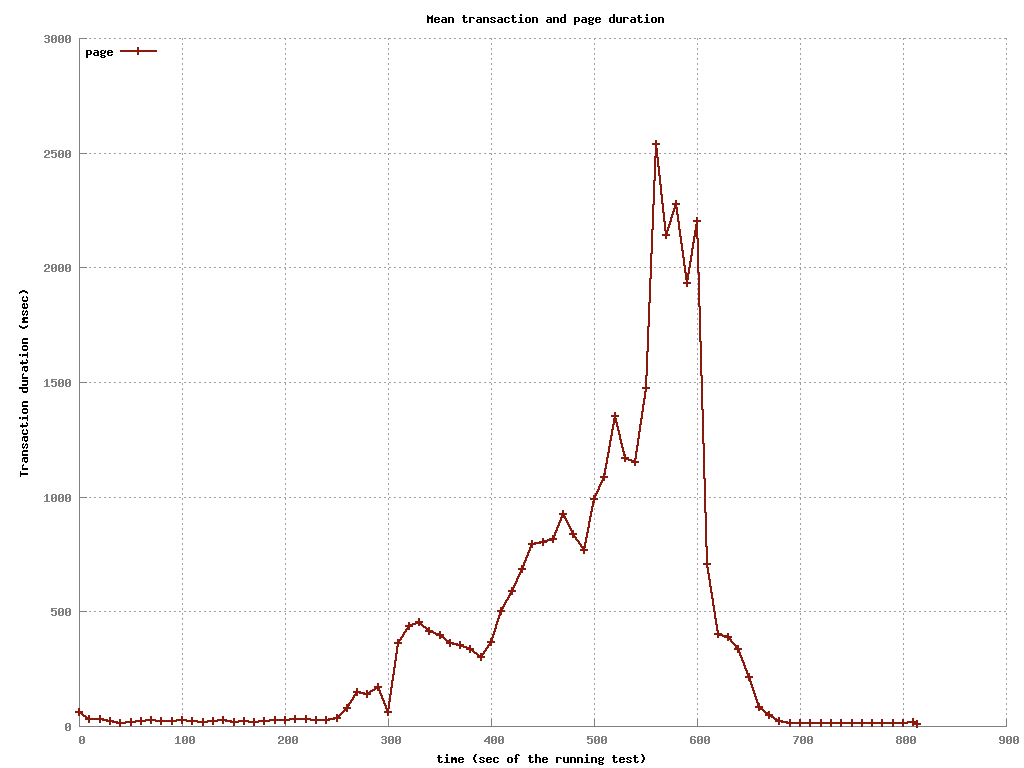 Mean transaction and page duration
page
3000
2500
2000
1500
1000
500
0
Transaction duration (msec)
0 100 200 300 400 500 600 700 800 900
time (sec of the running test)